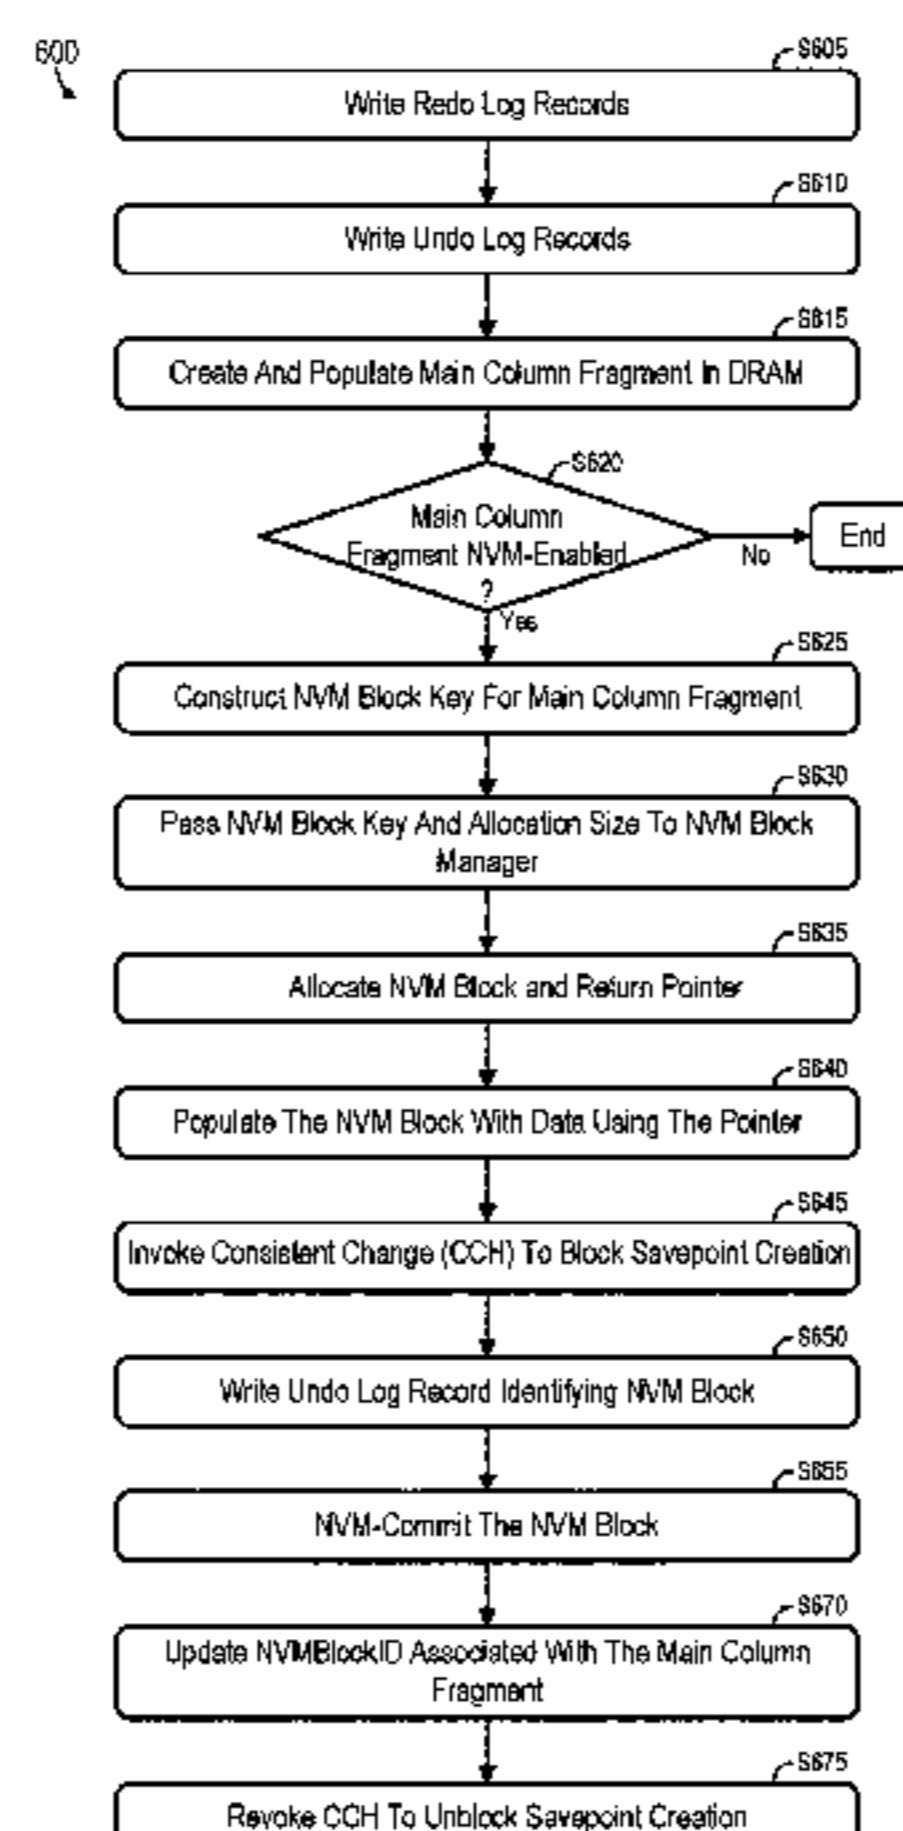 600
S605
Write Redo Log Records
S610
Write Undo Log Records
S615
Create And Populate Main Column Fragment In DRAM
S620
Main Column
Fragment NVM-Enabled
?
End
No
Yes
S625
Construct NVM Block Key For Main Column Fragment
S630
Pass NVM Block Key And Allocation Size To NVM Block
Manager
S635
Allocate NVM Block and Return Pointer
S640
Populate The NVM Block With Data Using The Pointer
S645
Invoke Consistent Change (CCH) To Block Savepoint Creation
S650
Write Undo Log Record Identifying NVM Block
S655
NVM-Commit The NVM Block
S670
Update NVMBlockID Associated With The Main Column
Fragment
S675
Revoke CCH To Unblock Savepoint Creation